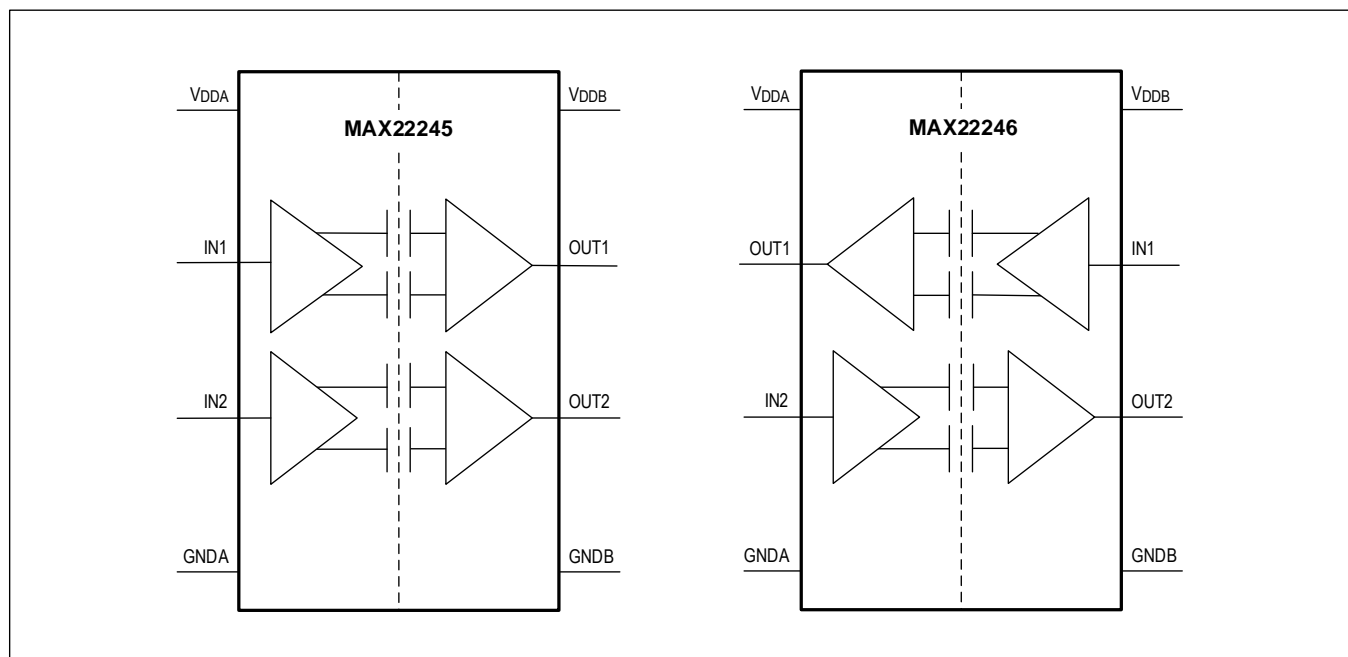 VDDA
VDDB
MAX22245
IN1
OUT1
IN2
OUT2
GNDA
GNDB
VDDA
VDDB
MAX22246
OUT1
IN1
IN2
OUT2
GNDA
GNDB